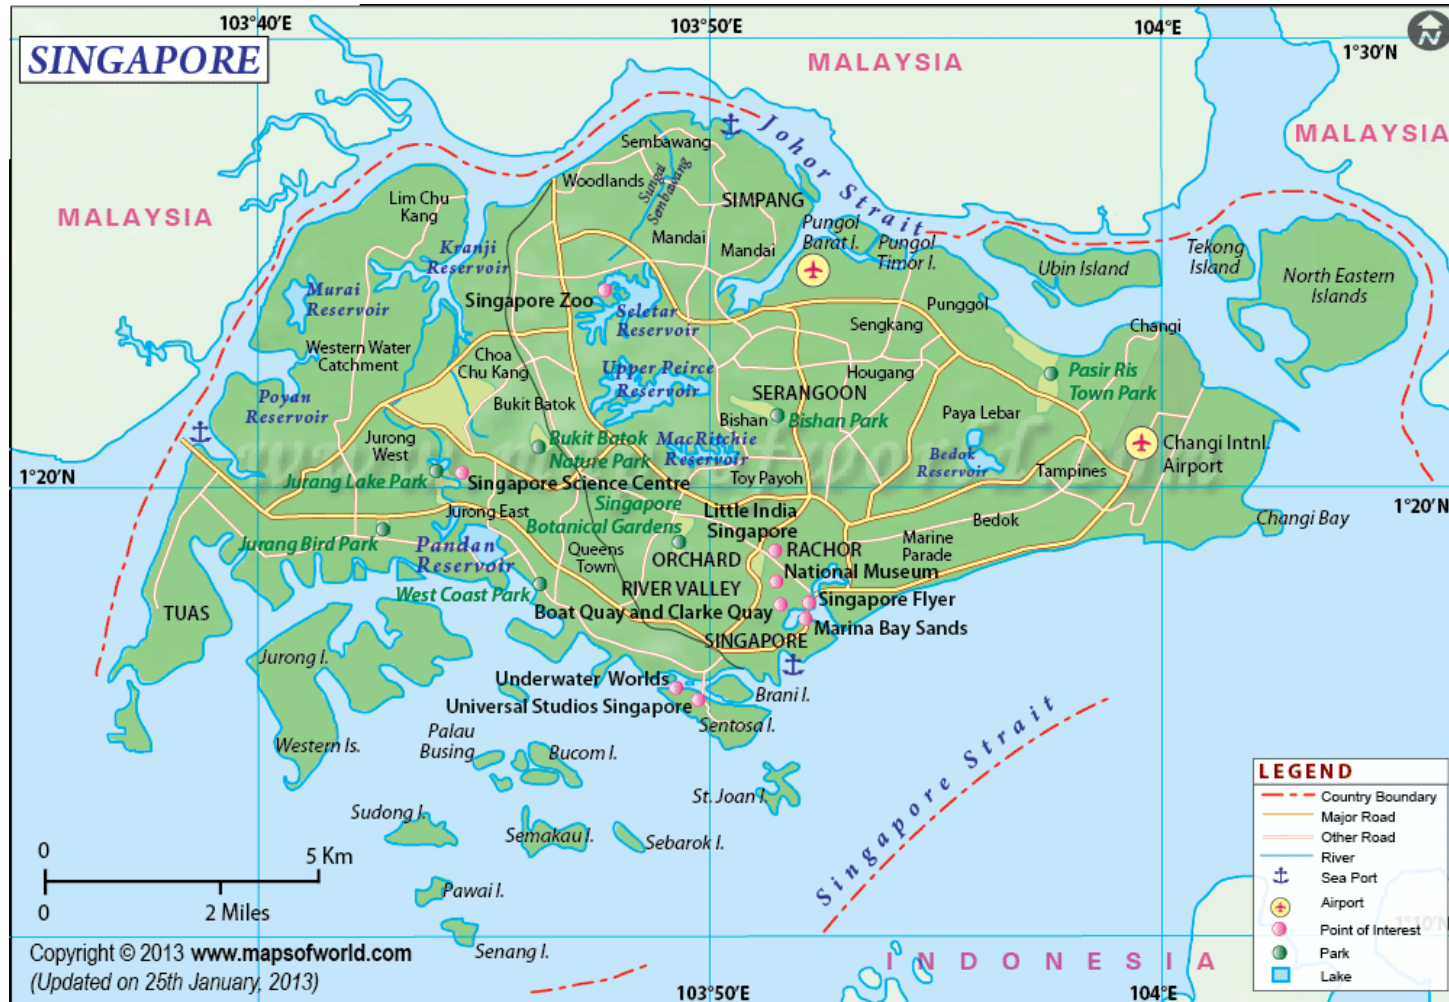 103°40'E
103°50'E
104°E
SINGAPORE
MALAYSIA
1°30'N
N
MALAYSIA
MALAYSIA
Johor Strait
Sembawang
Woodlands
Sungai
Sembawang
SIMPANG
Lim Chu
Kang
Kranji
Reservoir
Mandai
Mandai
Pungol
Barat I.
Pungol
Timor I.
Ubin Island
Tekong
Island
North Eastern
Islands
Murai
Reservoir
Singapore Zoo
Seletar
Reservoir
Punggol
Sengkang
Changi
Western Water
Catchment
Choa
Chu Kang
Upper Peirce
Reservoir
Hougang
Pasir Ris
Town Park
Poyan
Reservoir
Bukit Batok
SERANGOON
Bishan
Bishan Park
Paya Lebar
Jurong
West
Bukit Batok
Nature Park
MacRitchie
Reservoir
Bedok
Reservoir
Changi Intnl.
Airport
1°20'N
Jurang Lake Park
Singapore Science Centre
Toy Payoh
Tampines
1°20'N
Jurong East
Singapore
Botanical Gardens
Little India
Singapore
Bedok
Changi Bay
Jurang Bird Park
Pandan
Reservoir
Queens
Town
ORCHARD
RACHOR
Marine
Parade
National Museum
West Coast Park
RIVER VALLEY
TUAS
Boat Quay and Clarke Quay
Singapore Flyer
SINGAPORE
Marina Bay Sands
Jurong I.
Underwater Worlds
Brani I.
Universal Studios Singapore
Sentosa I.
Western Is.
Palau
Busing
Bucom I.
Singapore Strait
St. Joan I.
Sudong I.
Semakau I.
Sebarok I.
Pawai I.
Senang I.
0
5 Km
0
2 Miles
LEGEND
Country Boundary
Major Road
Other Road
River
Sea Port
Airport
Point of Interest
Park
Lake
1°10'N
INDONESIA
Copyright © 2013 www.mapsofworld.com
(Updated on 25th January, 2013)
103°50'E
104°E